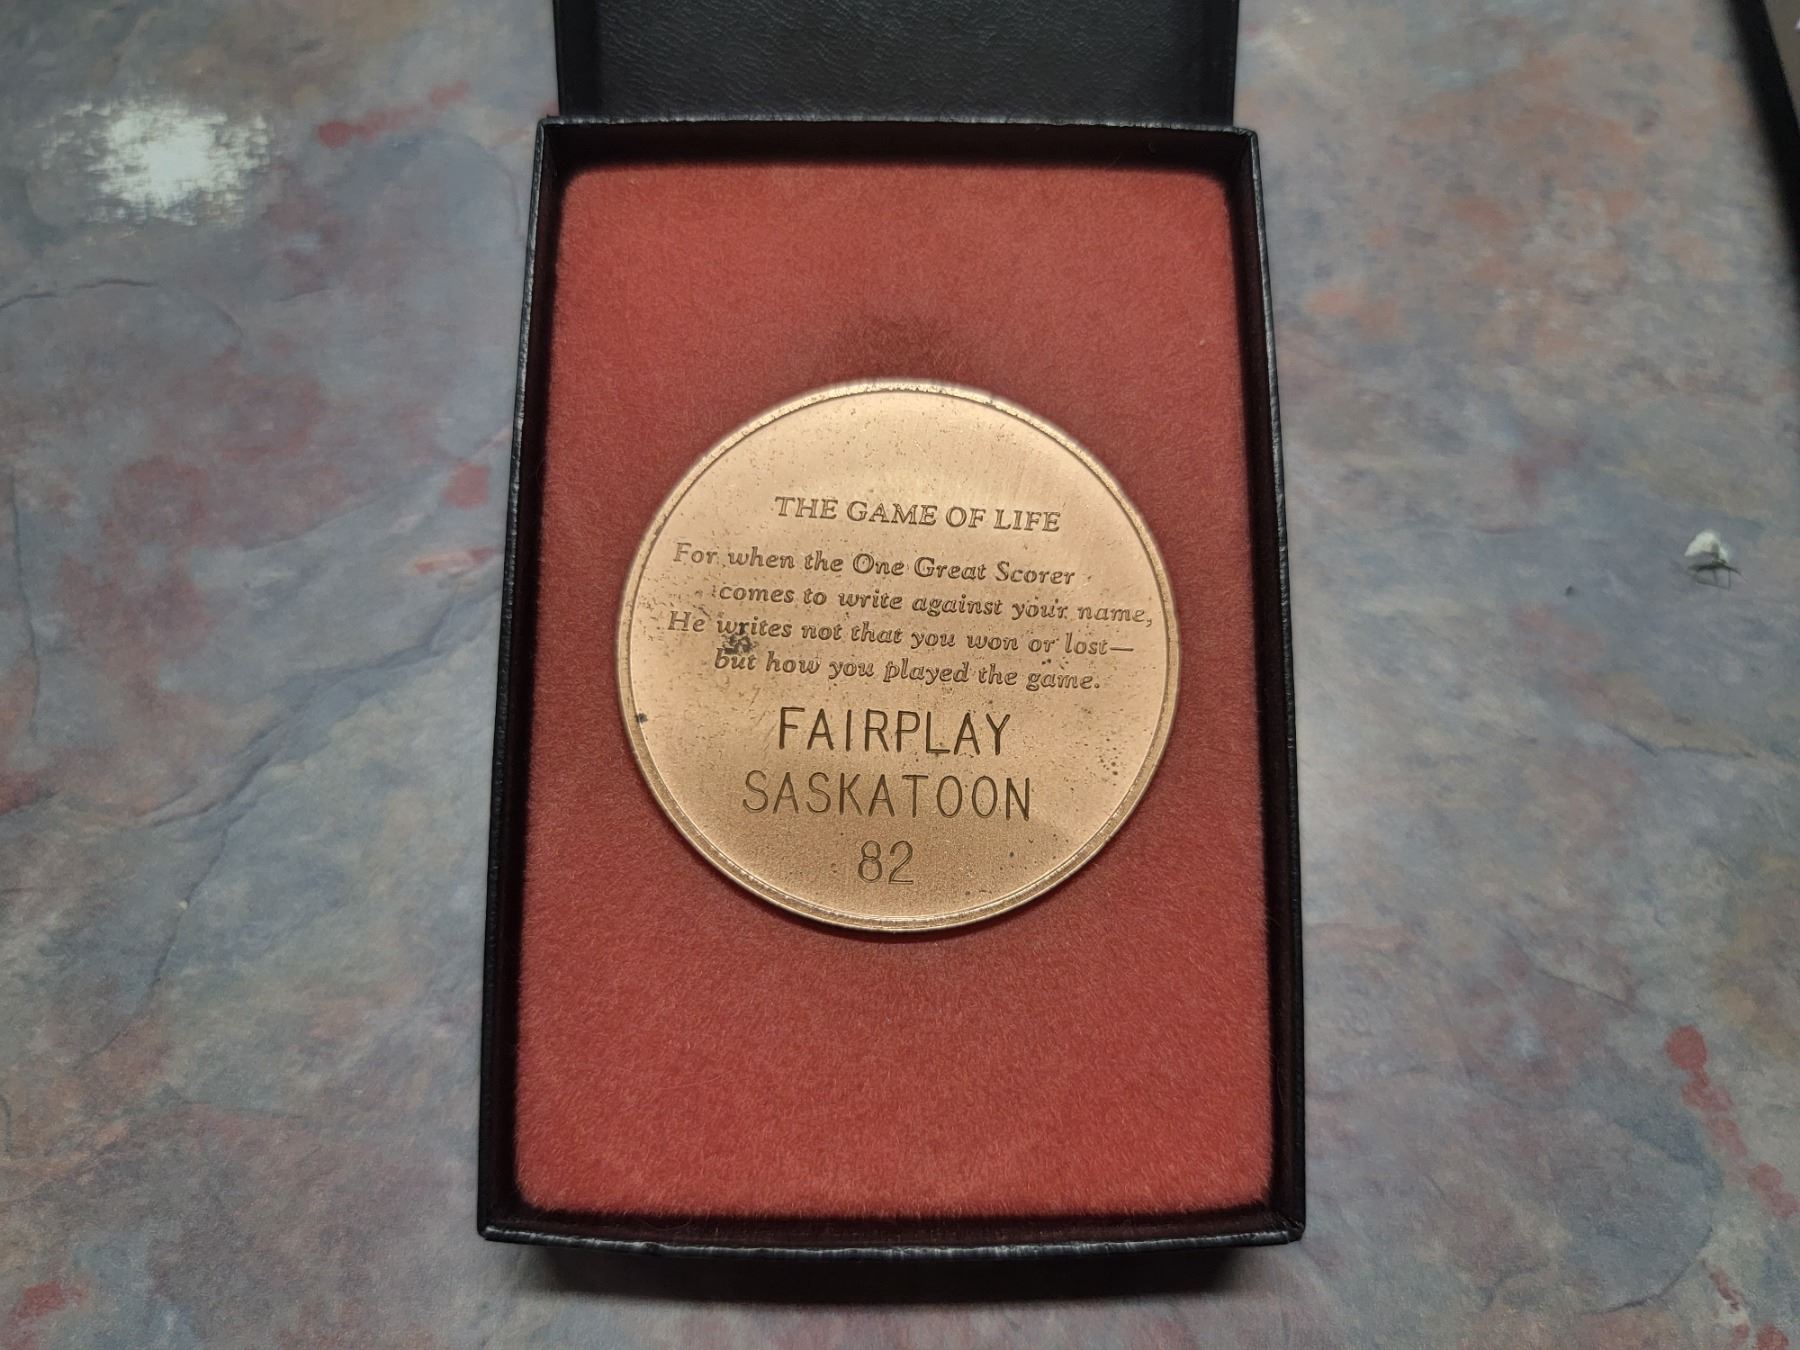 THE GAME OF LIFE
For when the One Great Scorer
comes to write against your name,
He writes not that you won or lost—
but how you played the game.
FAIRPLAY
SASKATOON
82